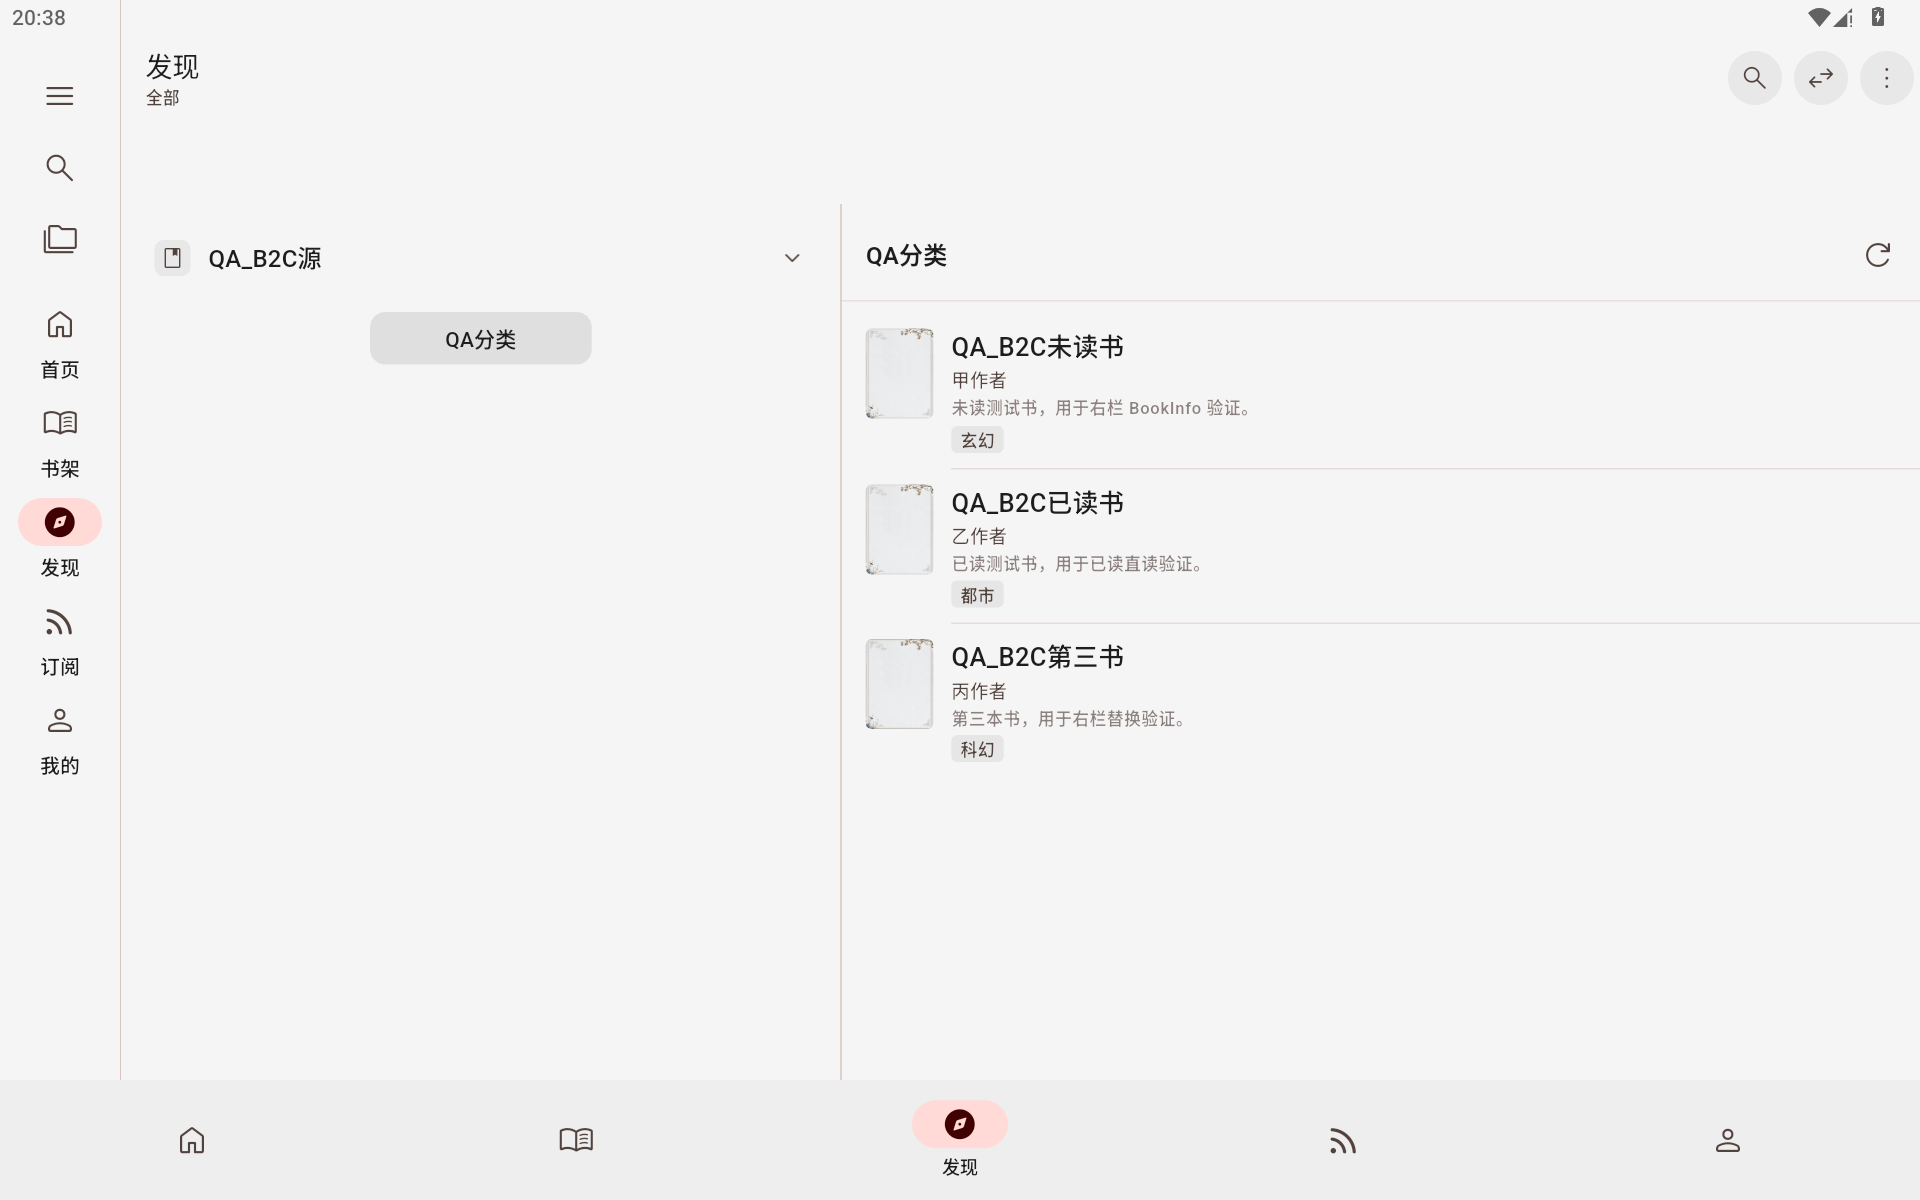 20:38
发现
全部
首页
书架
发现
订阅
我的
QA_B2C源
QA分类
QA分类
QA_B2C未读书
甲作者
未读测试书，用于右栏 BookInfo 验证。
玄幻
QA_B2C已读书
乙作者
已读测试书，用于已读直读验证。
都市
QA_B2C第三书
丙作者
第三本书，用于右栏替换验证。
科幻
发现